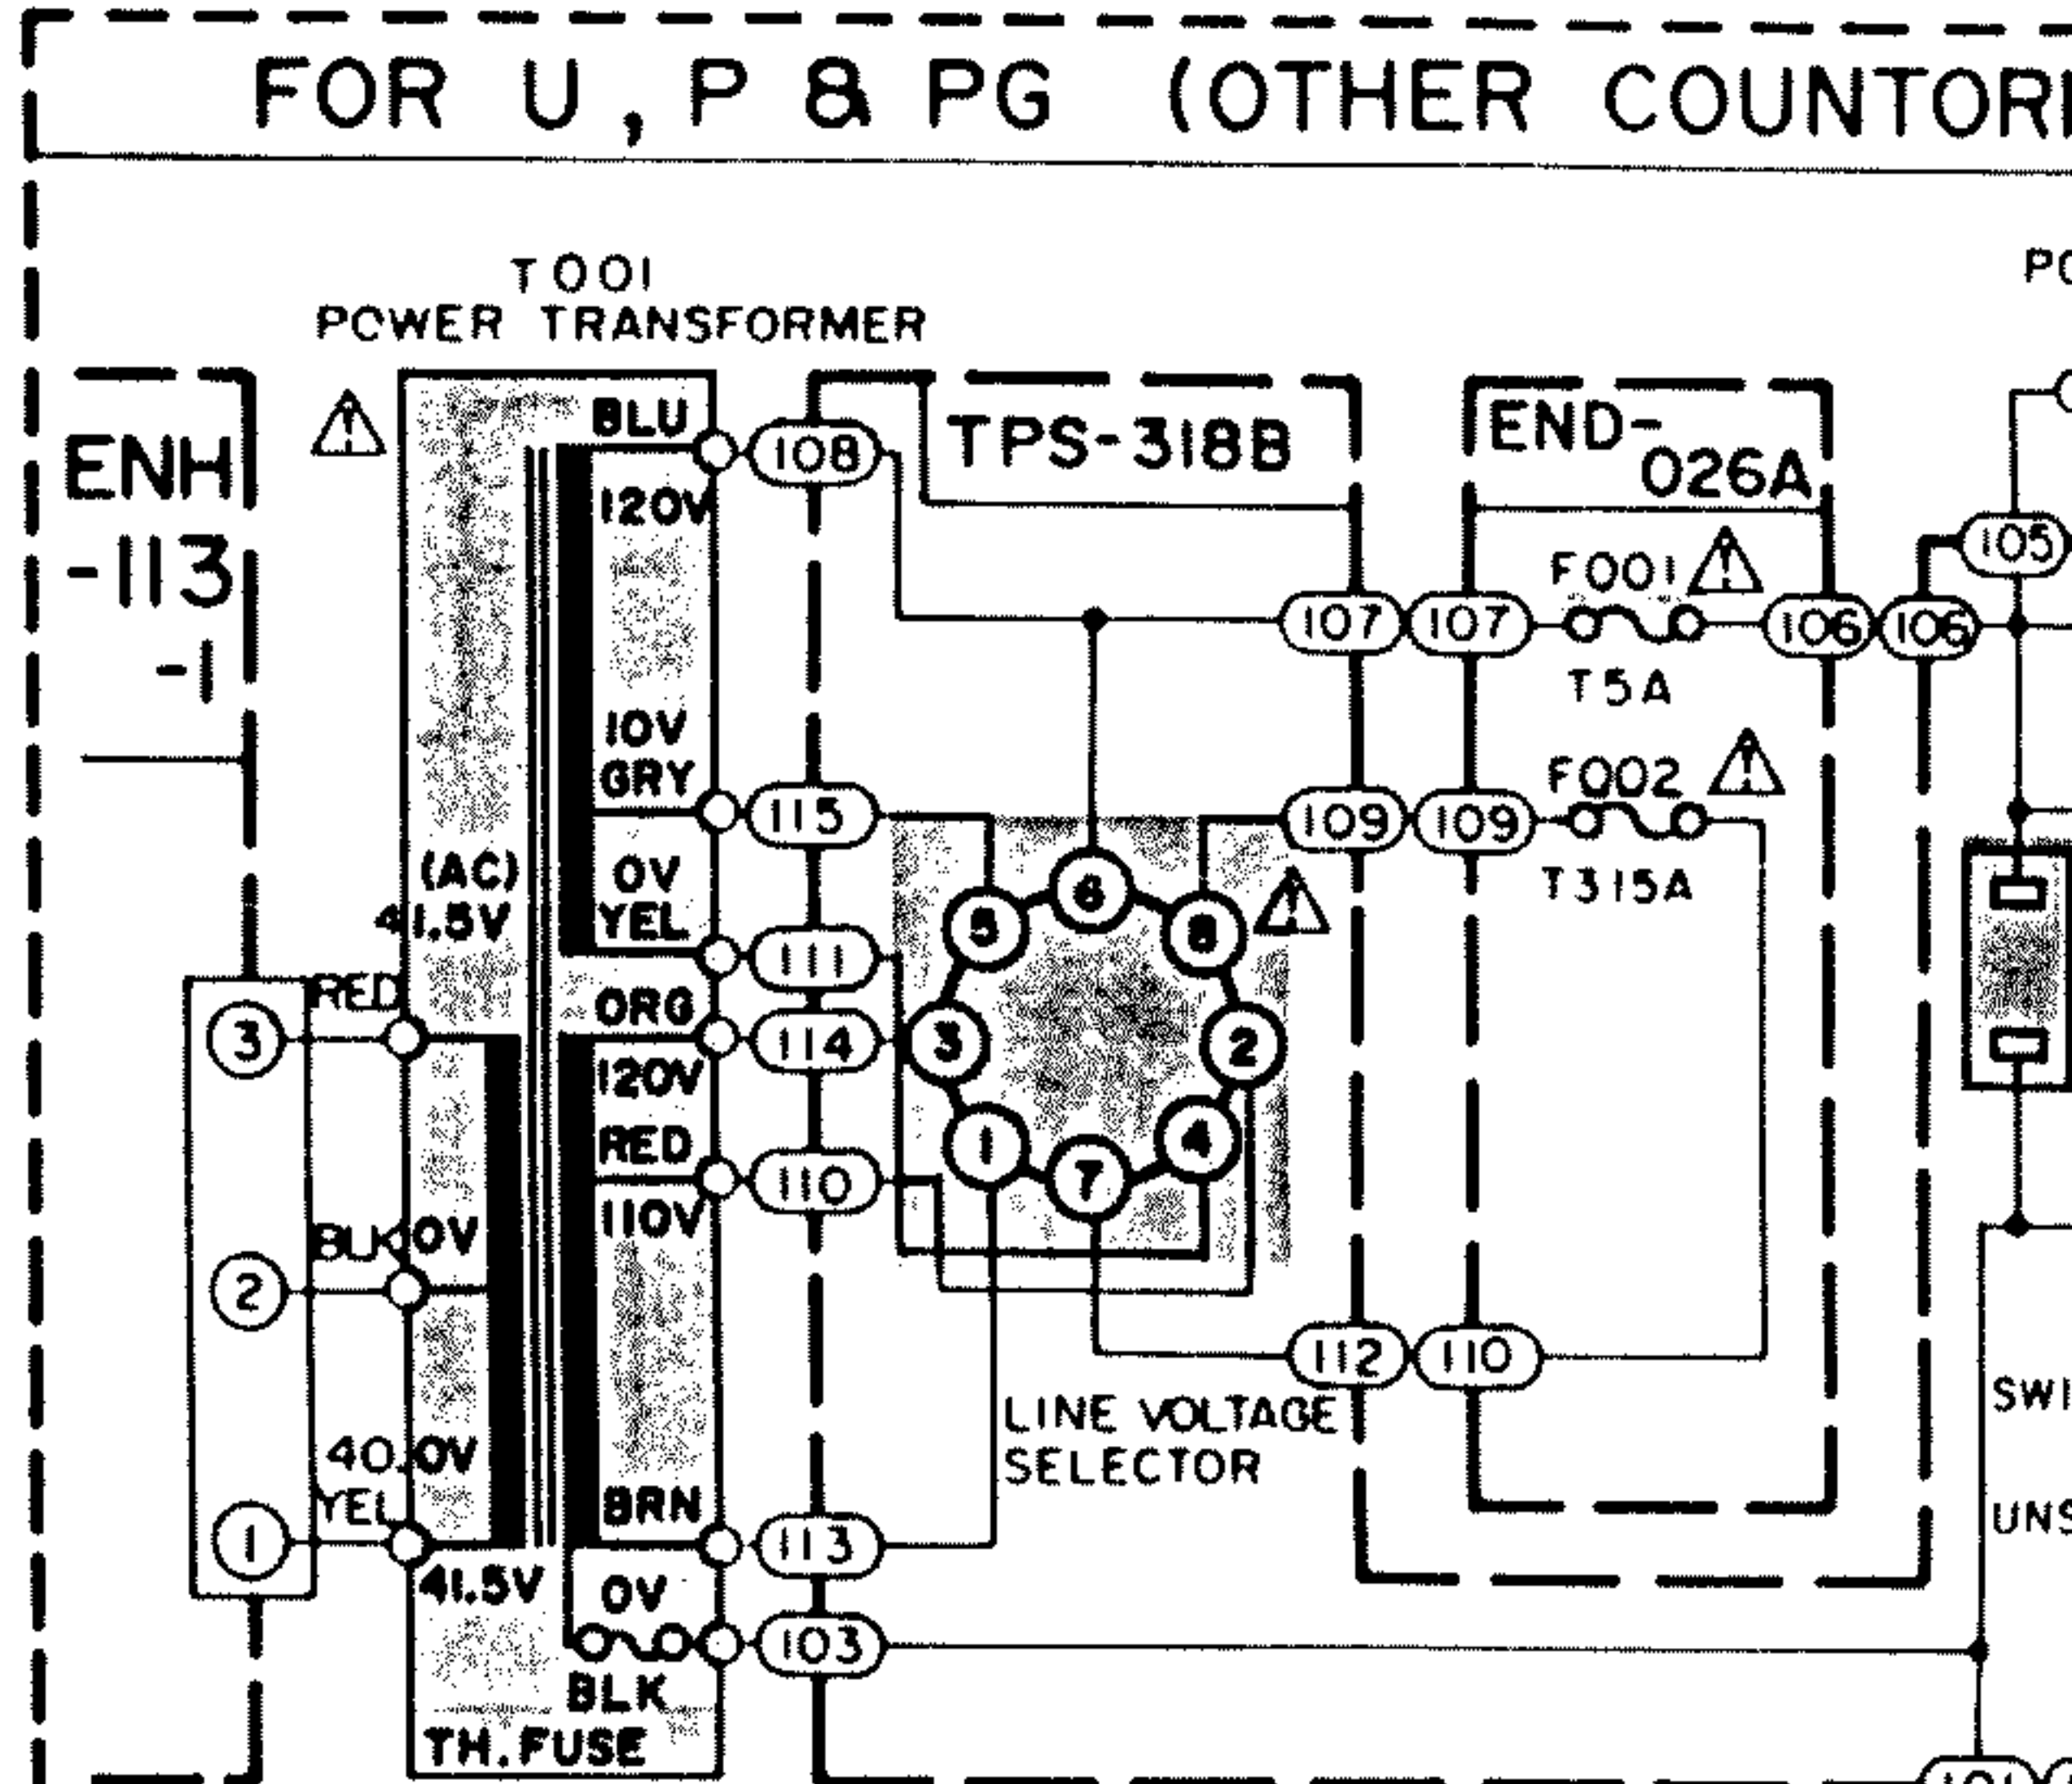 FOR U, P & PG (OTHER
T001
POWER TRANSFORMER
ENH
-113
-1
TPS-318B
END-
026A
BLU
108
120V
105
F001
107
107
106
106
T5A
10V
GRY
115
F002
109
109
T315A
(AC)
41.5V
0V
YEL
111
5
6
8
3
2
1
7
4
RED
ORG
114
3
120V
RED
110
110V
BLK
0V
2
112
110
LINE VOLTAGE
SELECTOR
40.0V
YEL
BRN
1
113
41.5V
0V
103
BLK
TH. FUSE